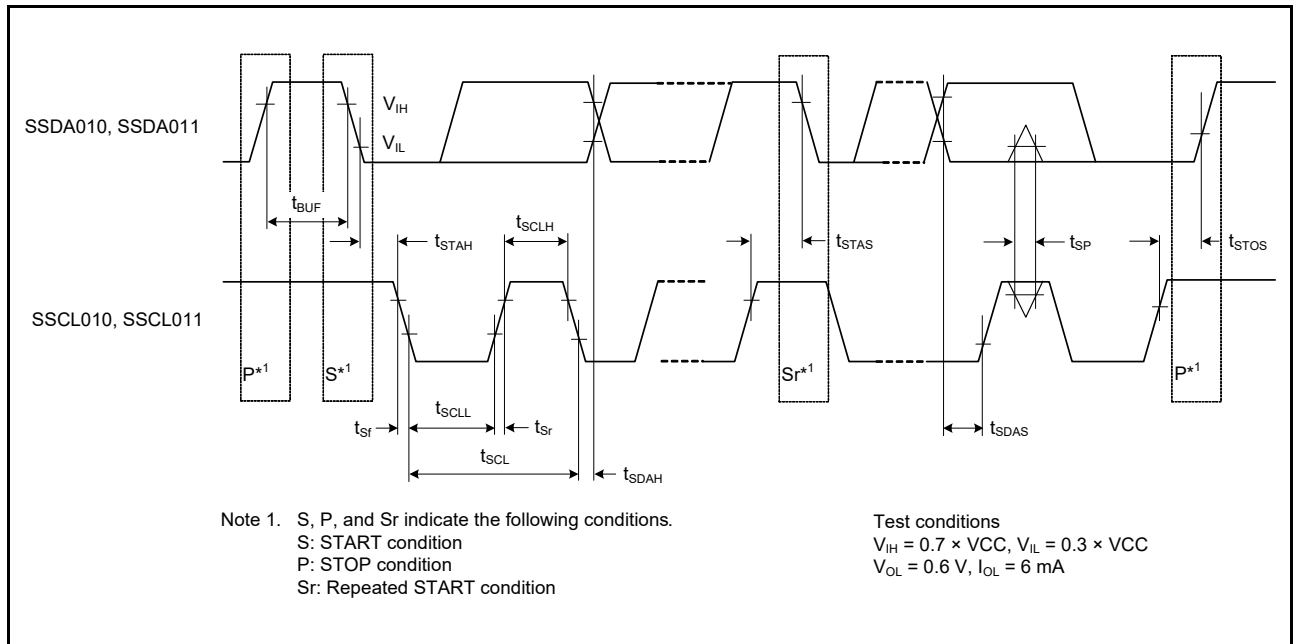 SSDA010, SSDA011
VIH
VIL
tBUF
tSTAH
tSCLH
tSTAS
tSP
tSTOS
SSCL010, SSCL011
P*1
S*1
Sr*1
P*1
tSf
tSCLL
tSr
tSDAS
tSCL
tSDAH
Note 1. S, P, and Sr indicate the following conditions.
S: START condition
P: STOP condition
Sr: Repeated START condition
Test conditions
VIH = 0.7 × VCC, VIL = 0.3 × VCC
VOL = 0.6 V, IOL = 6 mA